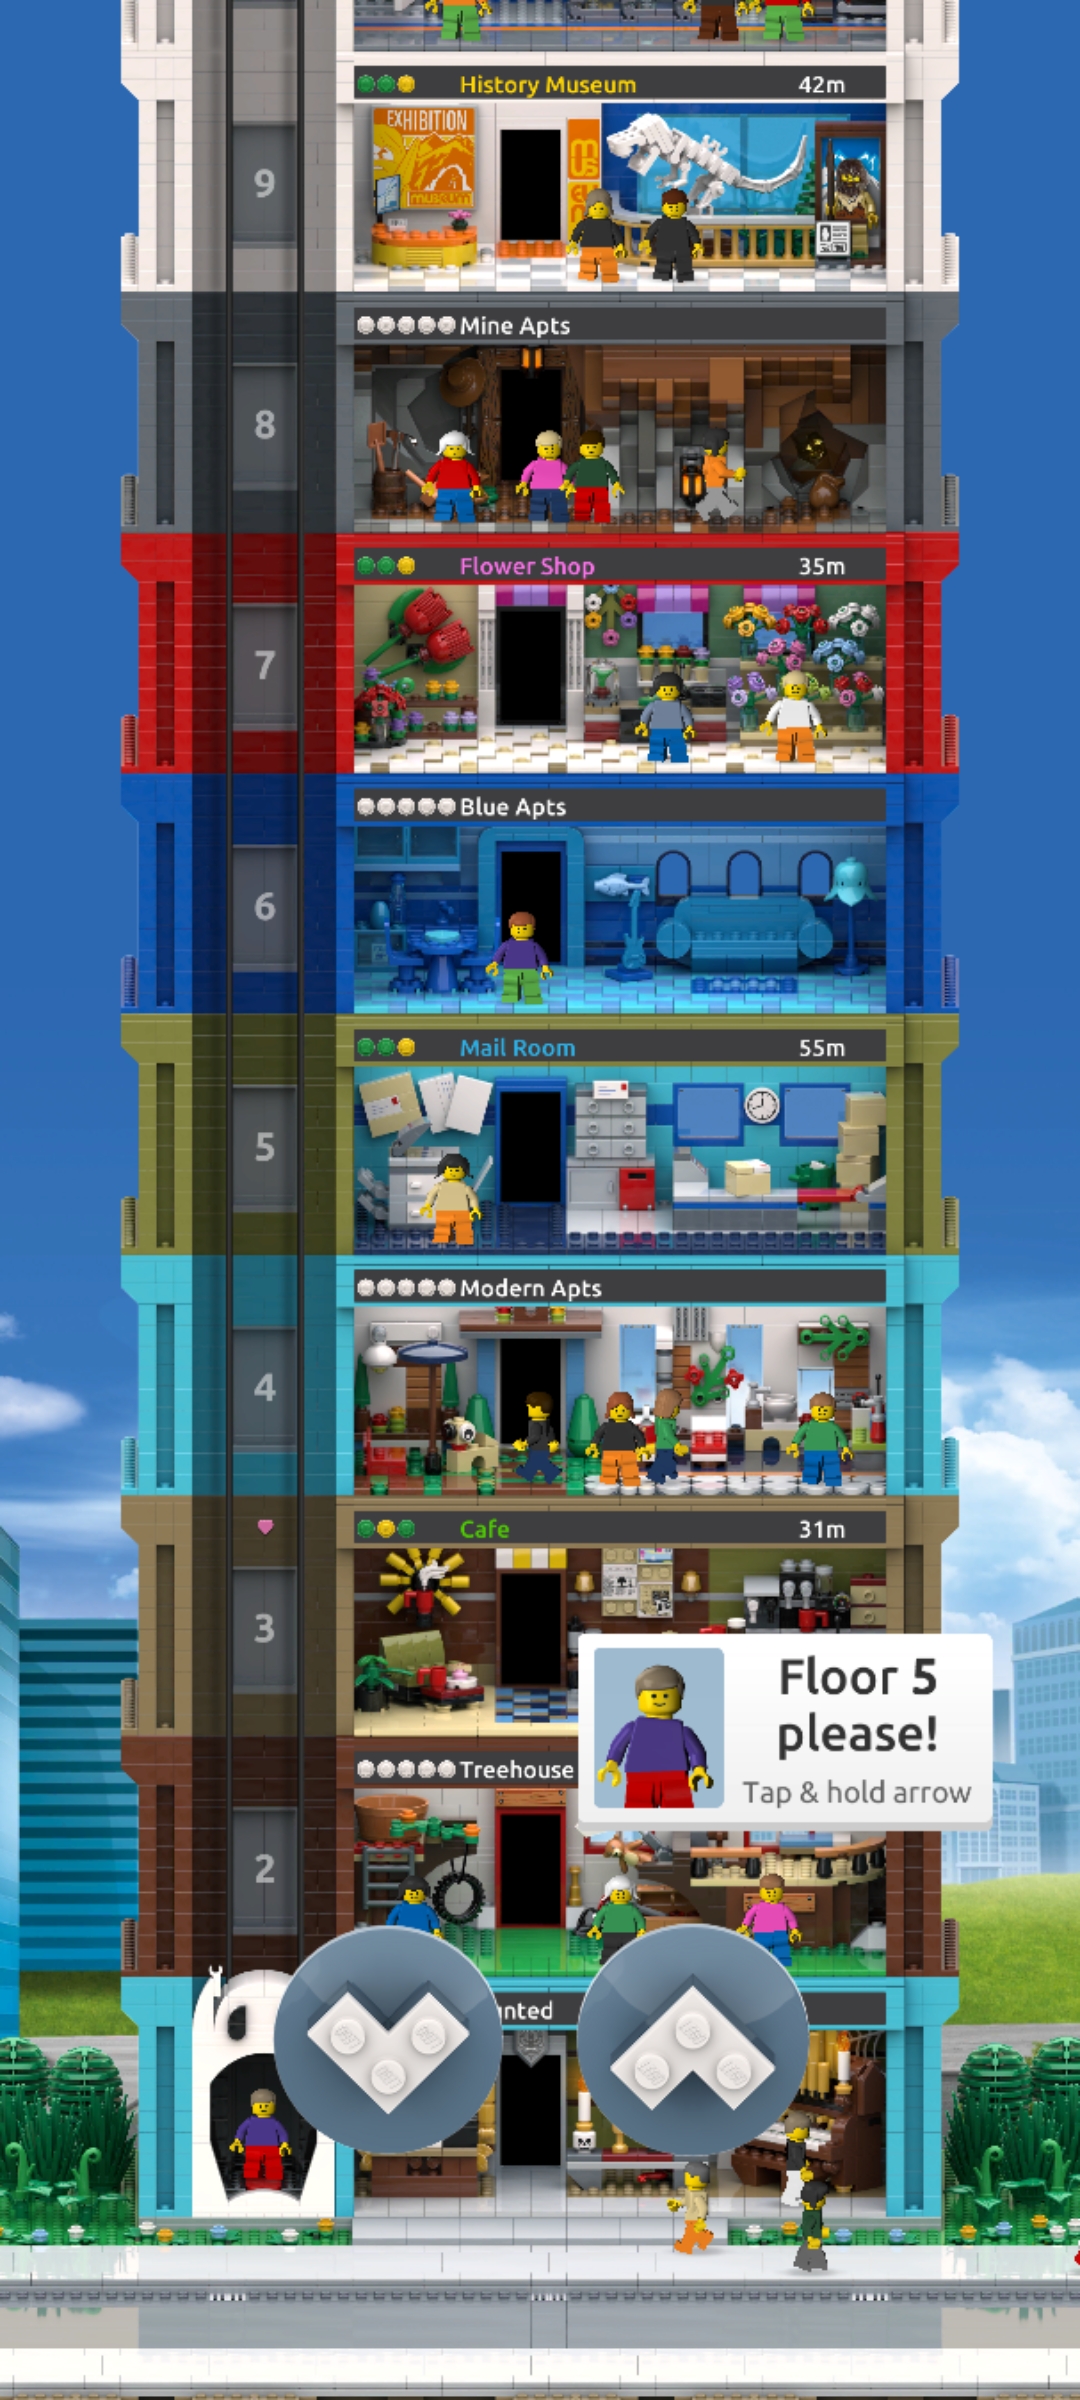 History Museum 42m
EXHIBITION
museum
9
Mine Apts
8
Flower Shop 35m
7
Blue Apts
6
Mail Room 55m
5
Modern Apts
4
Cafe 31m
3
Floor 5
please!
Tap & hold arrow
Treehouse
2
nted